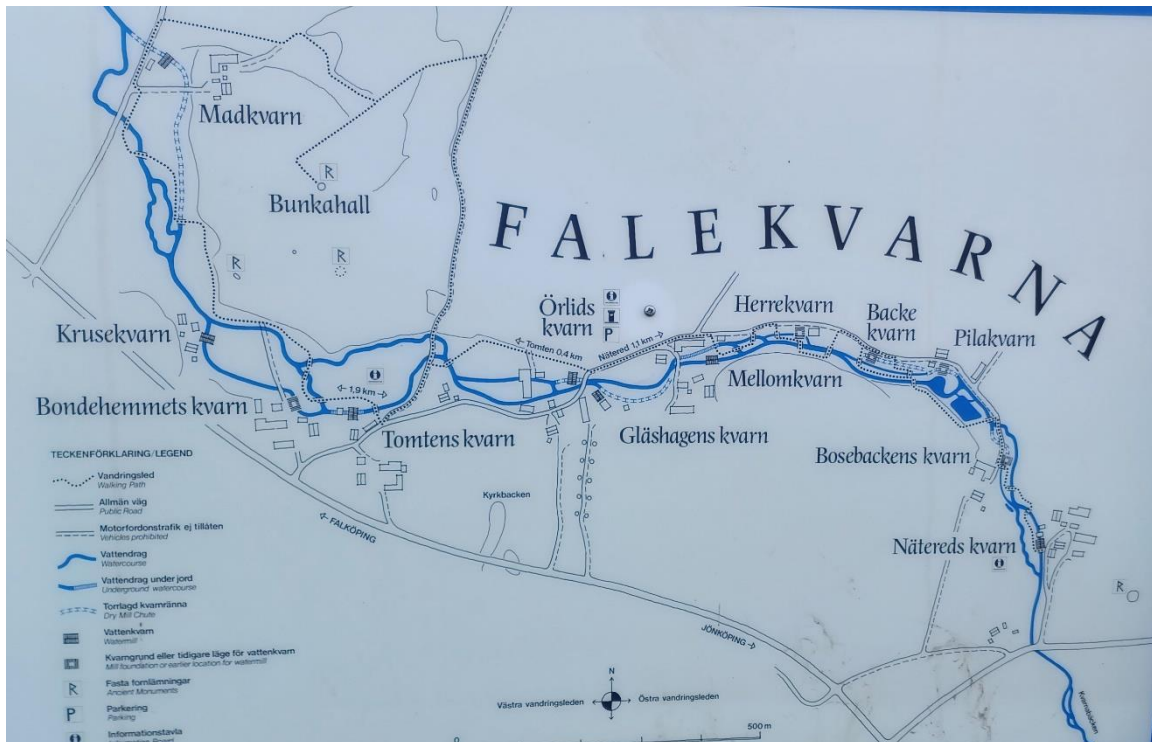 FALEKVARNA
Madkvarn
R
Bunkahall
R
R
Örlids
kvarn
P
Herrekvarn
Backe
kvarn
Pilakvarn
Krusekvarn
← Tomten 0.4 km
Nätered 1,1 km →
Mellomkvarn
← 1,9 km →
Bondehemmets kvarn
Tomtens kvarn
Gläshagens kvarn
Bosebackens kvarn
Kyrkbacken
← FALKÖPING
Nätereds kvarn
R
JÖNKÖPING →
Kvarnabäcken
TECKENFÖRKLARING/LEGEND
Vandringsled
Walking Path
Allmän väg
Public Road
Motorfordonstrafik ej tillåten
Vehicles prohibited
Vattendrag
Watercourse
Vattendrag under jord
Underground watercourse
Torrlagd kvarnränna
Dry Mill Chute
Vattenkvarn
Watermill
Kvarngrund eller tidigare läge för vattenkvarn
Mill foundation or earlier location for watermill
R
Fasta fornlämningar
Ancient Monuments
P
Parkering
Parking
Informationstavla
N
Västra vandringsleden
Östra vandringsleden
0
500 m